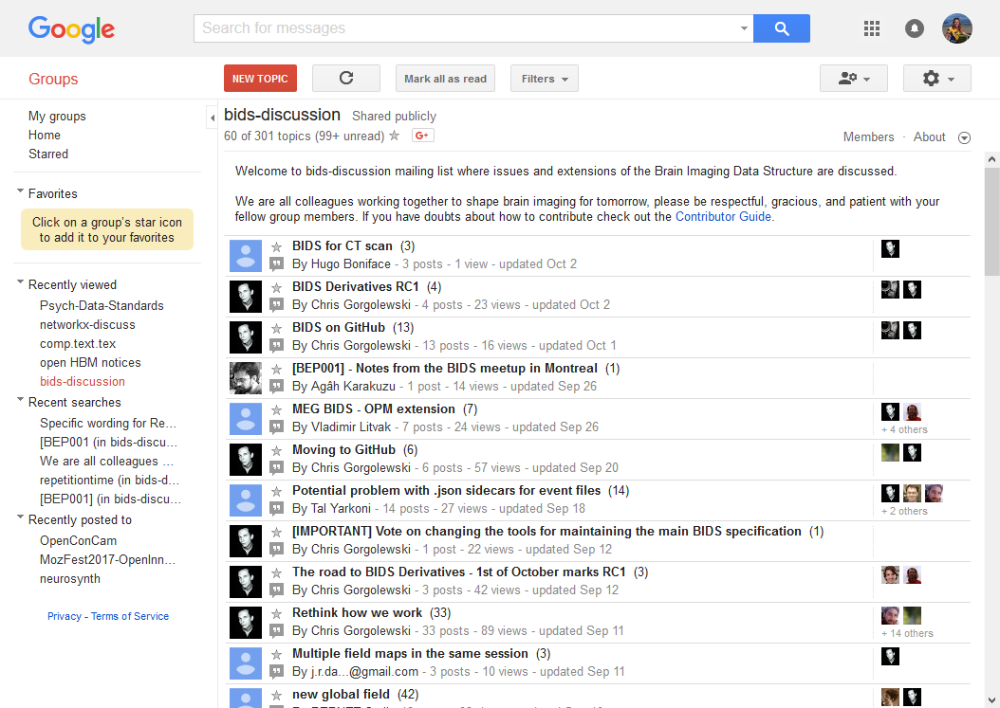 Google
Search for messages
Groups
NEW TOPIC
Mark all as read
Filters
My groups
Home
Starred
Favorites
Click on a group's star icon
to add it to your favorites
Recently viewed
Psych-Data-Standards
networkx-discuss
comp.text.tex
open HBM notices
bids-discussion
Recent searches
Specific wording for Re...
[BEP001 (in bids-discu...
We are all colleagues ...
repetitiontime (in bids-d...
[BEP001] (in bids-discu...
Recently posted to
OpenConCam
MozFest2017-OpenInn...
neurosynth
Privacy - Terms of Service
bids-discussion Shared publicly
60 of 301 topics (99+ unread) G+
Members · About
Welcome to bids-discussion mailing list where issues and extensions of the Brain Imaging Data Structure are discussed.
We are all colleagues working together to shape brain imaging for tomorrow, please be respectful, gracious, and patient with your
fellow group members. If you have doubts about how to contribute check out the Contributor Guide.
BIDS for CT scan (3)
By Hugo Boniface - 3 posts - 1 view - updated Oct 2
BIDS Derivatives RC1 (4)
By Chris Gorgolewski - 4 posts - 23 views - updated Oct 2
BIDS on GitHub (13)
By Chris Gorgolewski - 13 posts - 16 views - updated Oct 1
[BEP001] - Notes from the BIDS meetup in Montreal (1)
By Agâh Karakuzu - 1 post - 14 views - updated Sep 26
MEG BIDS - OPM extension (7)
By Vladimir Litvak - 7 posts - 24 views - updated Sep 26
+ 4 others
Moving to GitHub (6)
By Chris Gorgolewski - 6 posts - 57 views - updated Sep 20
Potential problem with .json sidecars for event files (14)
By Tal Yarkoni - 14 posts - 27 views - updated Sep 18
+ 2 others
[IMPORTANT] Vote on changing the tools for maintaining the main BIDS specification (1)
By Chris Gorgolewski - 1 post - 22 views - updated Sep 12
The road to BIDS Derivatives - 1st of October marks RC1 (3)
By Chris Gorgolewski - 3 posts - 42 views - updated Sep 12
Rethink how we work (33)
By Chris Gorgolewski - 33 posts - 89 views - updated Sep 11
+ 14 others
Multiple field maps in the same session (3)
By j.r.da...@gmail.com - 3 posts - 10 views - updated Sep 11
new global field (42)